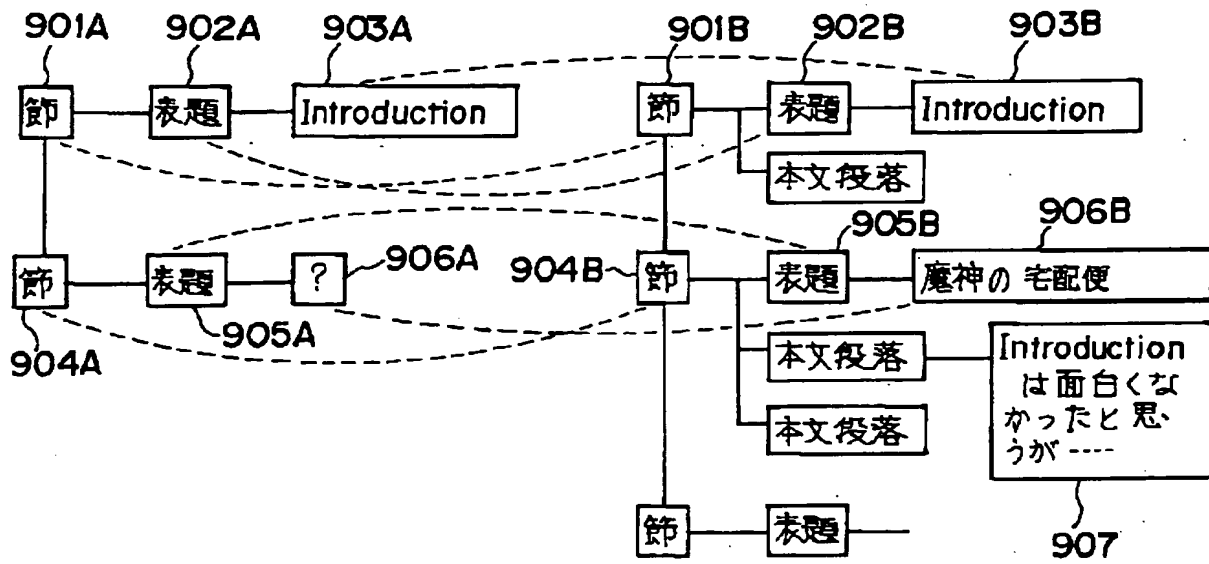 901A 902A 903A 901B 902B 903B
節 表題 Introduction 節 表題 Introduction
本文段落
905B 906B
節 表題 ? 906A 904B 節 表題 魔神の宅配便
904A 905A
本文段落 Introduction
は面白くな
かったと思
うが----
本文段落
節 表題
907